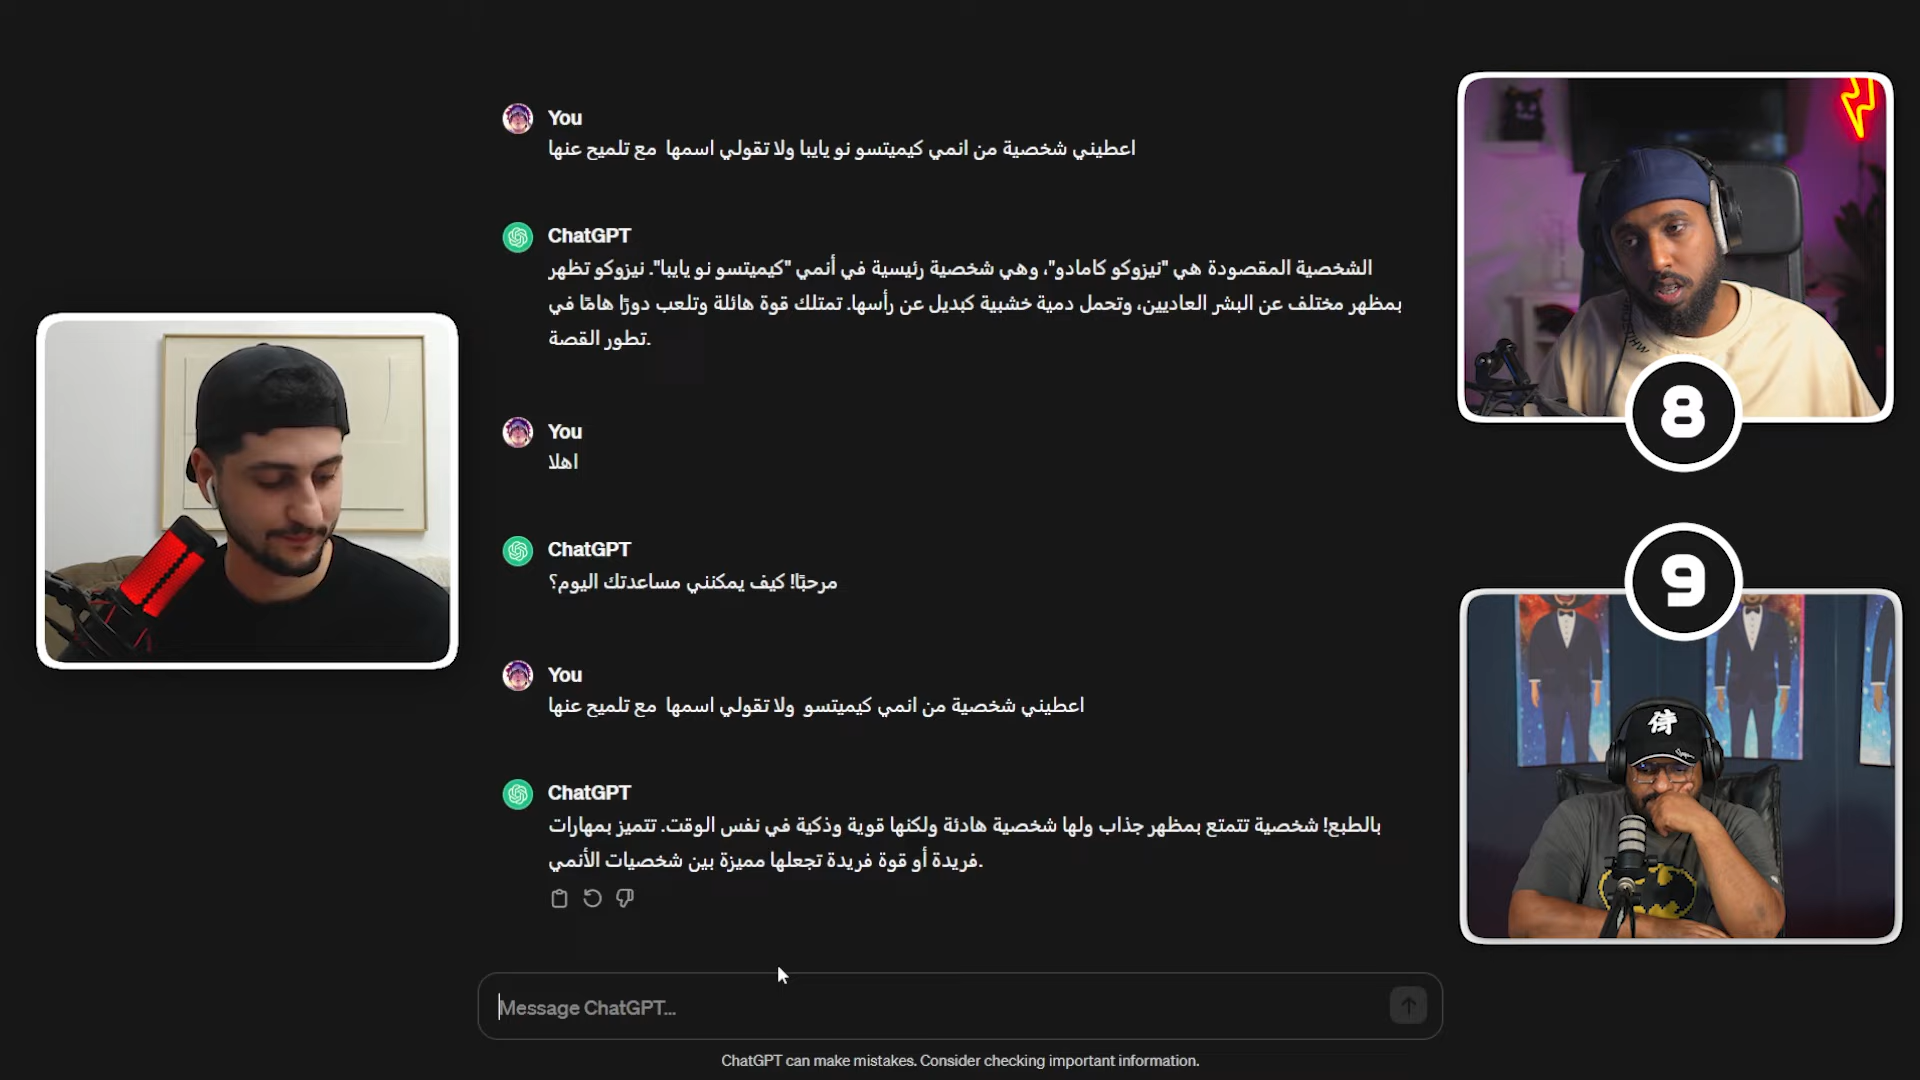 You
اعطيني شخصية من انمي كيميتسو نو يايبا ولا تقولي اسمها مع تلميح عنها
ChatGPT
الشخصية المقصودة هي "نيزوكو كامادو"، وهي شخصية رئيسية في أنمي "كيميتسو نو يايبا". نيزوكو تظهر
بمظهر مختلف عن البشر العاديين، وتحمل دمية خشبية كبديل عن رأسها. تمتلك قوة هائلة وتلعب دورًا هامًا في
تطور القصة.
You
اهلا
ChatGPT
مرحبًا! كيف يمكنني مساعدتك اليوم؟
You
اعطيني شخصية من انمي كيميتسو ولا تقولي اسمها مع تلميح عنها
ChatGPT
بالطبع! شخصية تتمتع بمظهر جذاب ولها شخصية هادئة ولكنها قوية وذكية في نفس الوقت. تتميز بمهارات
فريدة أو قوة فريدة تجعلها مميزة بين شخصيات الأنمي.
Message ChatGPT...
ChatGPT can make mistakes. Consider checking important information.
8
9
侍